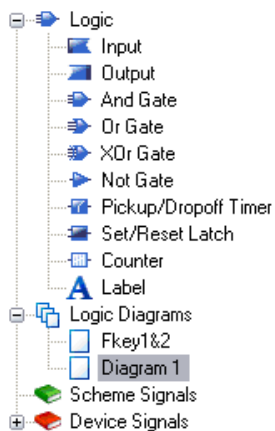 Logic
Input
Output
And Gate
Or Gate
XOr Gate
Not Gate
Pickup/Dropoff Timer
Set/Reset Latch
Counter
A Label
Logic Diagrams
Fkey1&2
Diagram 1
Scheme Signals
Device Signals